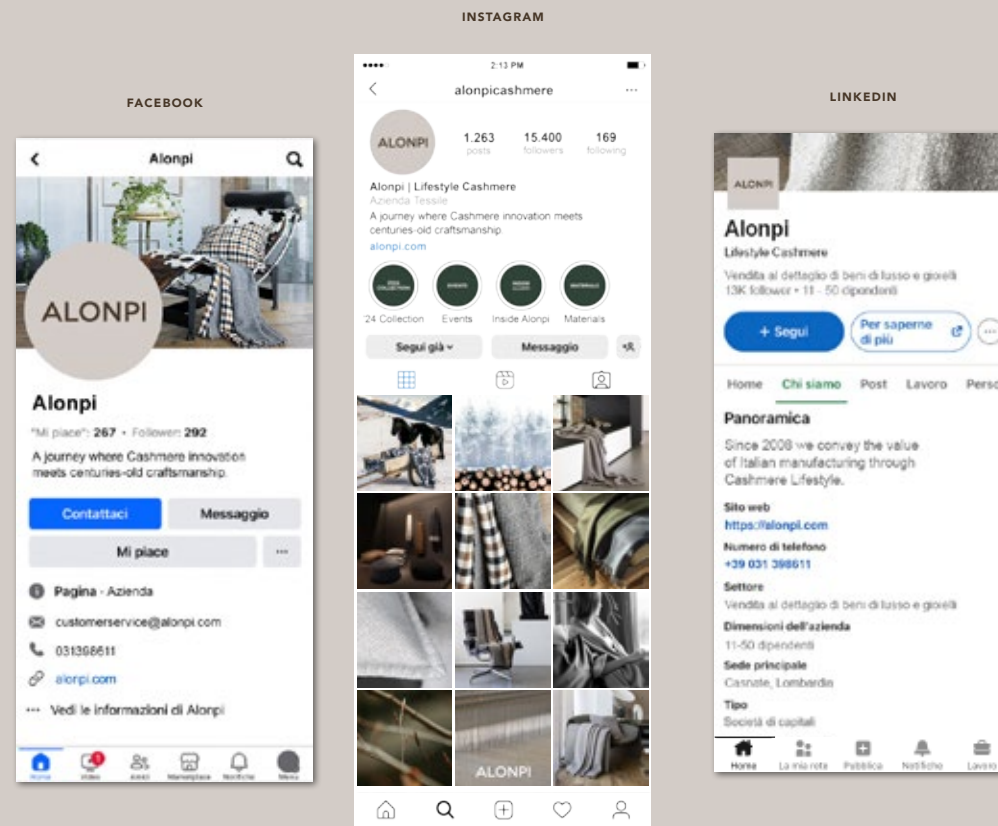 INSTAGRAM
FACEBOOK
Alonpi
ALONPI
Alonpi
"Mi piace": 267 • Follower: 292
A journey where Cashmere innovation
meets centuries-old craftsmanship.
Contattaci
Messaggio
Mi piace
Pagina · Azienda
customerservice@alonpi.com
031398611
alonpi.com
Vedi le informazioni di Alonpi
1
Home
Video
Amici
Marketplace
Notifiche
Menu
2:13 PM
alonpicashmere
ALONPI
1.263 15.400 169
posts followers following
Alonpi | Lifestyle Cashmere
Azienda Tessile
A journey where Cashmere innovation meets
centuries-old craftsmanship.
alonpi.com
COLLECTION
EVENTS
INSIDE
ALONPI
MATERIALS
'24 Collection Events Inside Alonpi Materials
Segui già
Messaggio
ALONPI
LINKEDIN
ALONPI
Alonpi
Lifestyle Cashmere
Vendita al dettaglio di beni di lusso e gioielli
13K follower • 11 - 50 dipendenti
+ Segui
Per saperne
di più
Home Chi siamo Post Lavoro Perso
Panoramica
Since 2008 we convey the value
of Italian manufacturing through
Cashmere Lifestyle.
Sito web
https://alonpi.com
Numero di telefono
+39 031 398611
Settore
Vendita al dettaglio di beni di lusso e gioielli
Dimensioni dell'azienda
11-50 dipendenti
Sede principale
Casnate, Lombardia
Tipo
Società di capitali
Home La mia rete Pubblica Notifiche Lavoro